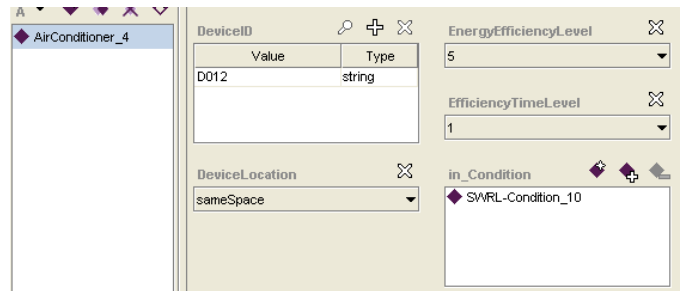 A
AirConditioner_4
DeviceID
Value Type
D012 string
DeviceLocation
sameSpace
EnergyEfficiencyLevel
5
EfficiencyTimeLevel
1
in_Condition
SWRL-Condition_10